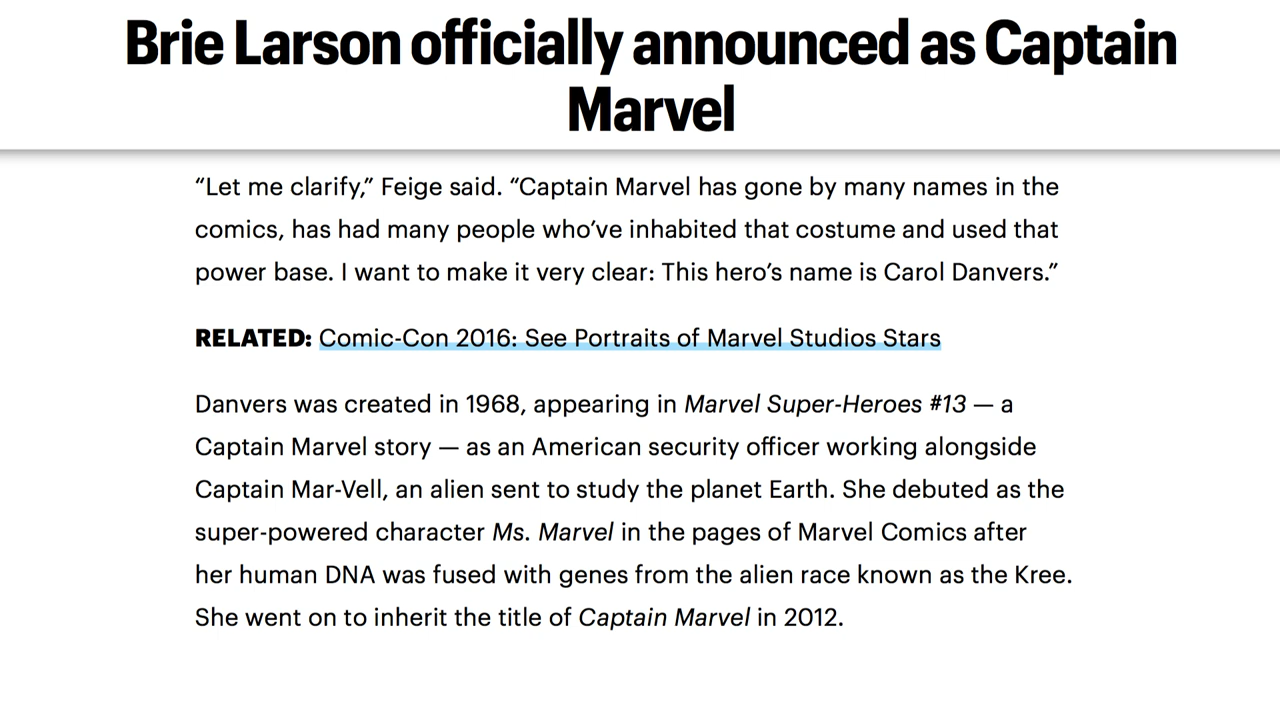 Brie Larson officially announced as Captain
Marvel
“Let me clarify,” Feige said. “Captain Marvel has gone by many names in the
comics, has had many people who’ve inhabited that costume and used that
power base. I want to make it very clear: This hero’s name is Carol Danvers.”
RELATED: Comic-Con 2016: See Portraits of Marvel Studios Stars
Danvers was created in 1968, appearing in Marvel Super-Heroes #13 — a
Captain Marvel story — as an American security officer working alongside
Captain Mar-Vell, an alien sent to study the planet Earth. She debuted as the
super-powered character Ms. Marvel in the pages of Marvel Comics after
her human DNA was fused with genes from the alien race known as the Kree.
She went on to inherit the title of Captain Marvel in 2012.